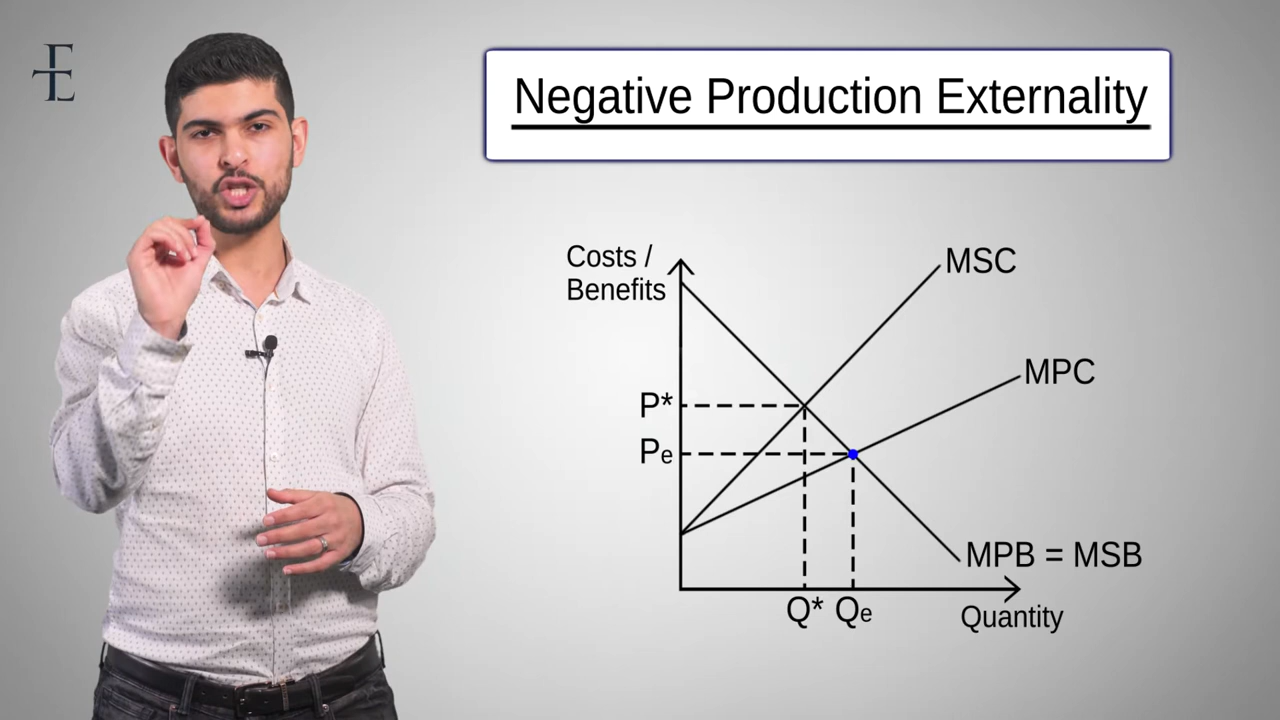 Negative Production Externality
Costs /
Benefits
MSC
MPC
P*
Pe
MPB = MSB
Q* Qe
Quantity